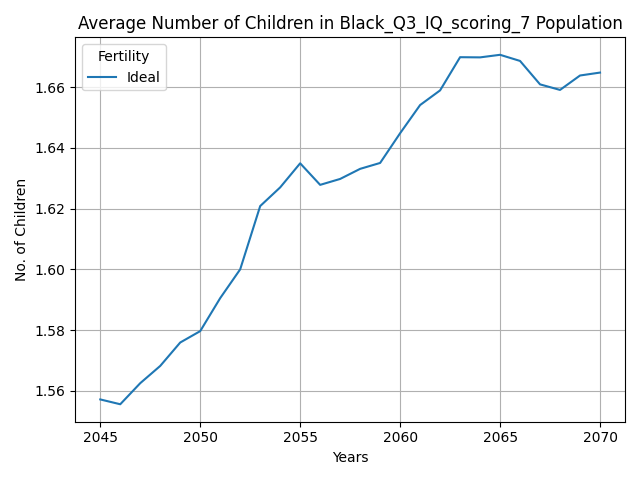 Average Number of Children in Black_Q3_IQ_scoring_7 Population
Fertility
Ideal
No. of Children
1.66
1.64
1.62
1.60
1.58
1.56
2045 2050 2055 2060 2065 2070
Years